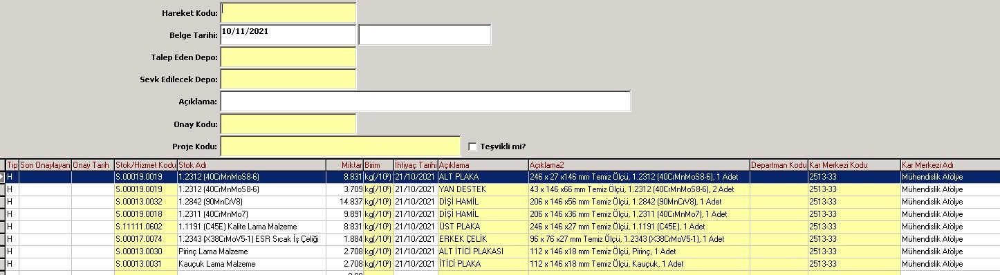 Hareket Kodu:
Belge Tarihi: 10/11/2021
Talep Eden Depo:
Sevk Edilecek Depo:
Açıklama:
Onay Kodu:
Proje Kodu: Teşvikli mi?
Tip Son Onaylayan Onay Tarih Stok/Hizmet Kodu Stok Adı Miktar Birim İhtiyaç Tarihi Açıklama Açıklama2 Departman Kodu Kar Merkezi Kodu Kar Merkezi Adı
H S.00019.0019 1.2312 (40CrMnMoS8-6) 8.831 kg(/10³) 21/10/2021 ALT PLAKA 246 x 27 x146 mm Temiz Ölçü, 1.2312 (40CrMnMoS8-6), 1 Adet 2513-33 Mühendislik Atölye
H S.00019.0019 1.2312 (40CrMnMoS8-6) 3.709 kg(/10³) 21/10/2021 YAN DESTEK 43 x 146 x66 mm Temiz Ölçü, 1.2312 (40CrMnMoS8-6), 2 Adet 2513-33 Mühendislik Atölye
H S.00013.0032 1.2842 (90MnCrV8) 14.837 kg(/10³) 21/10/2021 DİŞİ HAMİL 206 x 146 x56 mm Temiz Ölçü, 1.2842 (90MnCrV8), 1 Adet 2513-33 Mühendislik Atölye
H S.00019.0018 1.2311 (40CrMnMo7) 9.891 kg(/10³) 21/10/2021 DİŞİ HAMİL 206 x 146 x36 mm Temiz Ölçü, 1.2311 (40CrMnMo7), 1 Adet 2513-33 Mühendislik Atölye
H S.11111.0602 1.1191 (C45E) Kalite Lama Malzeme 8.831 kg(/10³) 21/10/2021 ÜST PLAKA 246 x 146 x27 mm Temiz Ölçü, 1.1191 (C45E), 1 Adet 2513-33 Mühendislik Atölye
H S.00017.0074 1.2343 (X38CrMoV5-1) ESR Sıcak İş Çeliği 1.884 kg(/10³) 21/10/2021 ERKEK ÇELİK 96 x 76 x27 mm Temiz Ölçü, 1.2343 (X38CrMoV5-1), 1 Adet 2513-33 Mühendislik Atölye
H S.00013.0030 Pirinç Lama Malzeme 2.708 kg(/10³) 21/10/2021 ALT İTİCİ PLAKASI 112 x 146 x18 mm Temiz Ölçü, Pirinç, 1 Adet 2513-33 Mühendislik Atölye
H S.00013.0031 Kauçuk Lama Malzeme 2.708 kg(/10³) 21/10/2021 İTİCİ PLAKA 112 x 146 x18 mm Temiz Ölçü, Kauçuk, 1 Adet 2513-33 Mühendislik Atölye